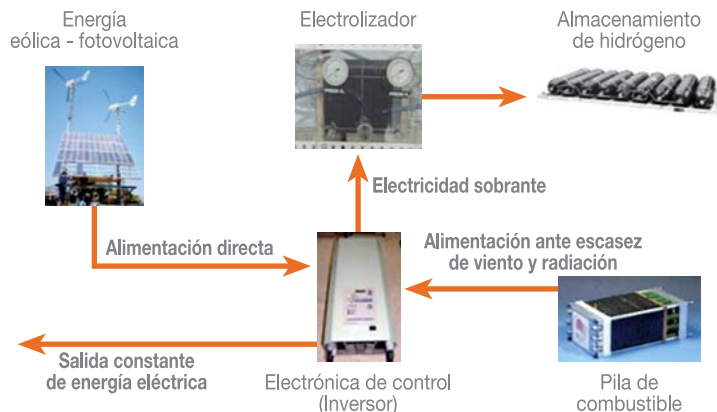 Energía
eólica - fotovoltaica
Electrolizador
Almacenamiento
de hidrógeno
Electricidad sobrante
Alimentación directa
Alimentación ante escasez
de viento y radiación
Salida constante
de energía eléctrica
Electrónica de control
(Inversor)
Pila de
combustible